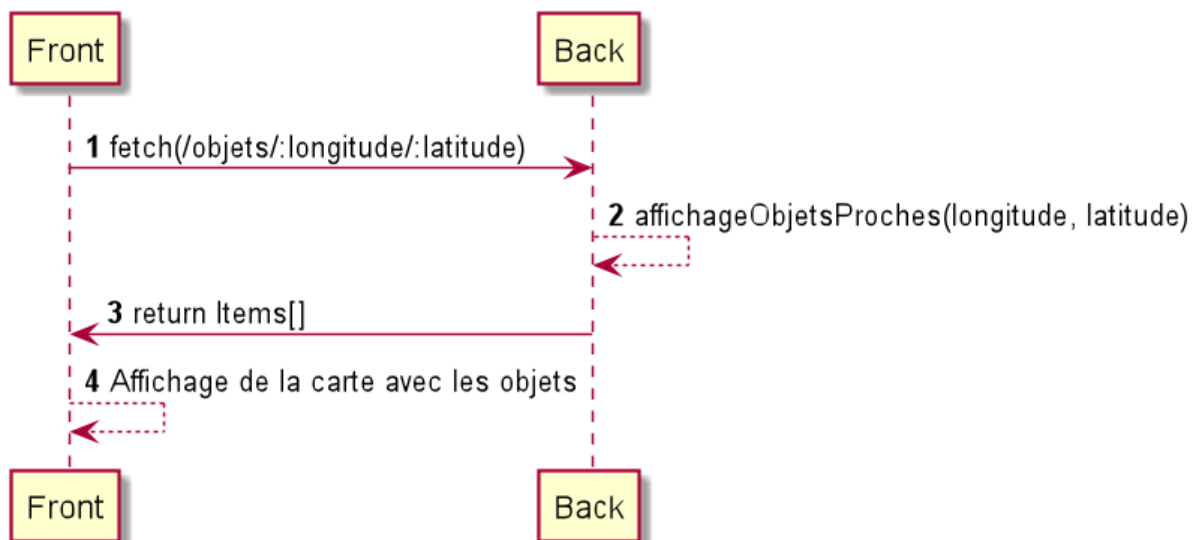 Front
Back
1 fetch(/objets/:longitude/:latitude)
2 affichageObjetsProches(longitude, latitude)
3 return Items[]
4 Affichage de la carte avec les objets
Front
Back